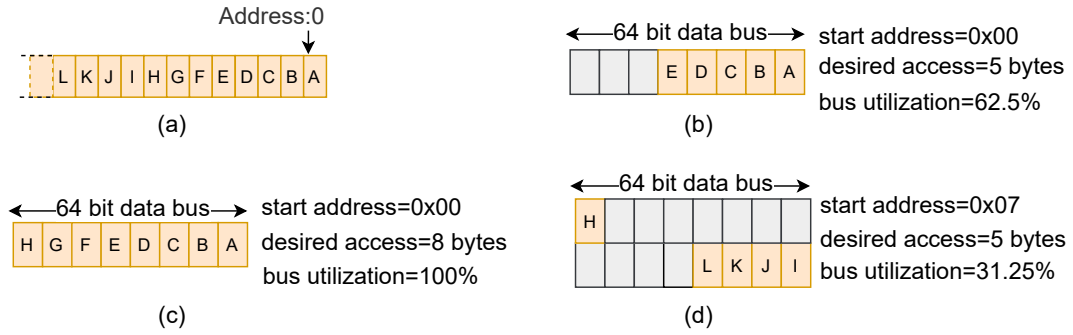 Address:0
L K J I H G F E D C B A
(a)
64 bit data bus
E D C B A
start address=0x00
desired access=5 bytes
bus utilization=62.5%
(b)
64 bit data bus
H G F E D C B A
start address=0x00
desired access=8 bytes
bus utilization=100%
(c)
64 bit data bus
H
L K J I
start address=0x07
desired access=5 bytes
bus utilization=31.25%
(d)